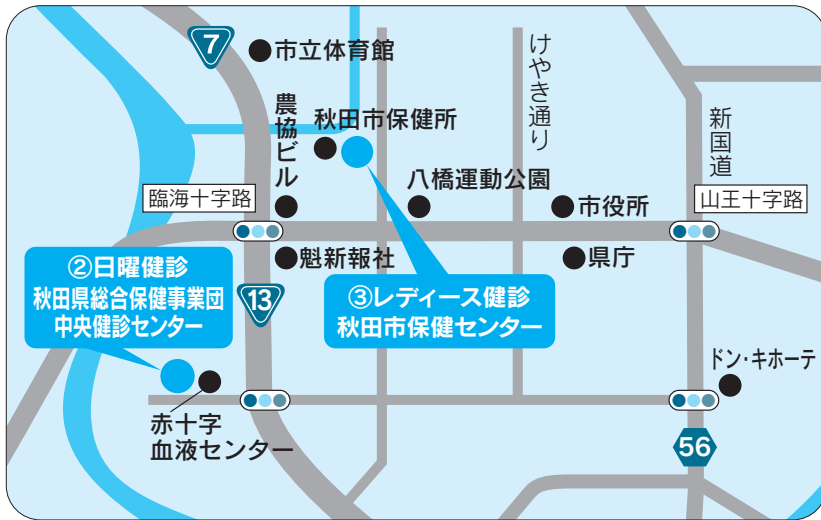 7
市立体育館
けやき通り
農協ビル
秋田市保健所
新国道
八橋運動公園
臨海十字路
市役所
山王十字路
魁新報社
県庁
②日曜健診
秋田県総合保健事業団
中央健診センター
13
③レディース健診
秋田市保健センター
ドン・キホーテ
赤十字
血液センター
56